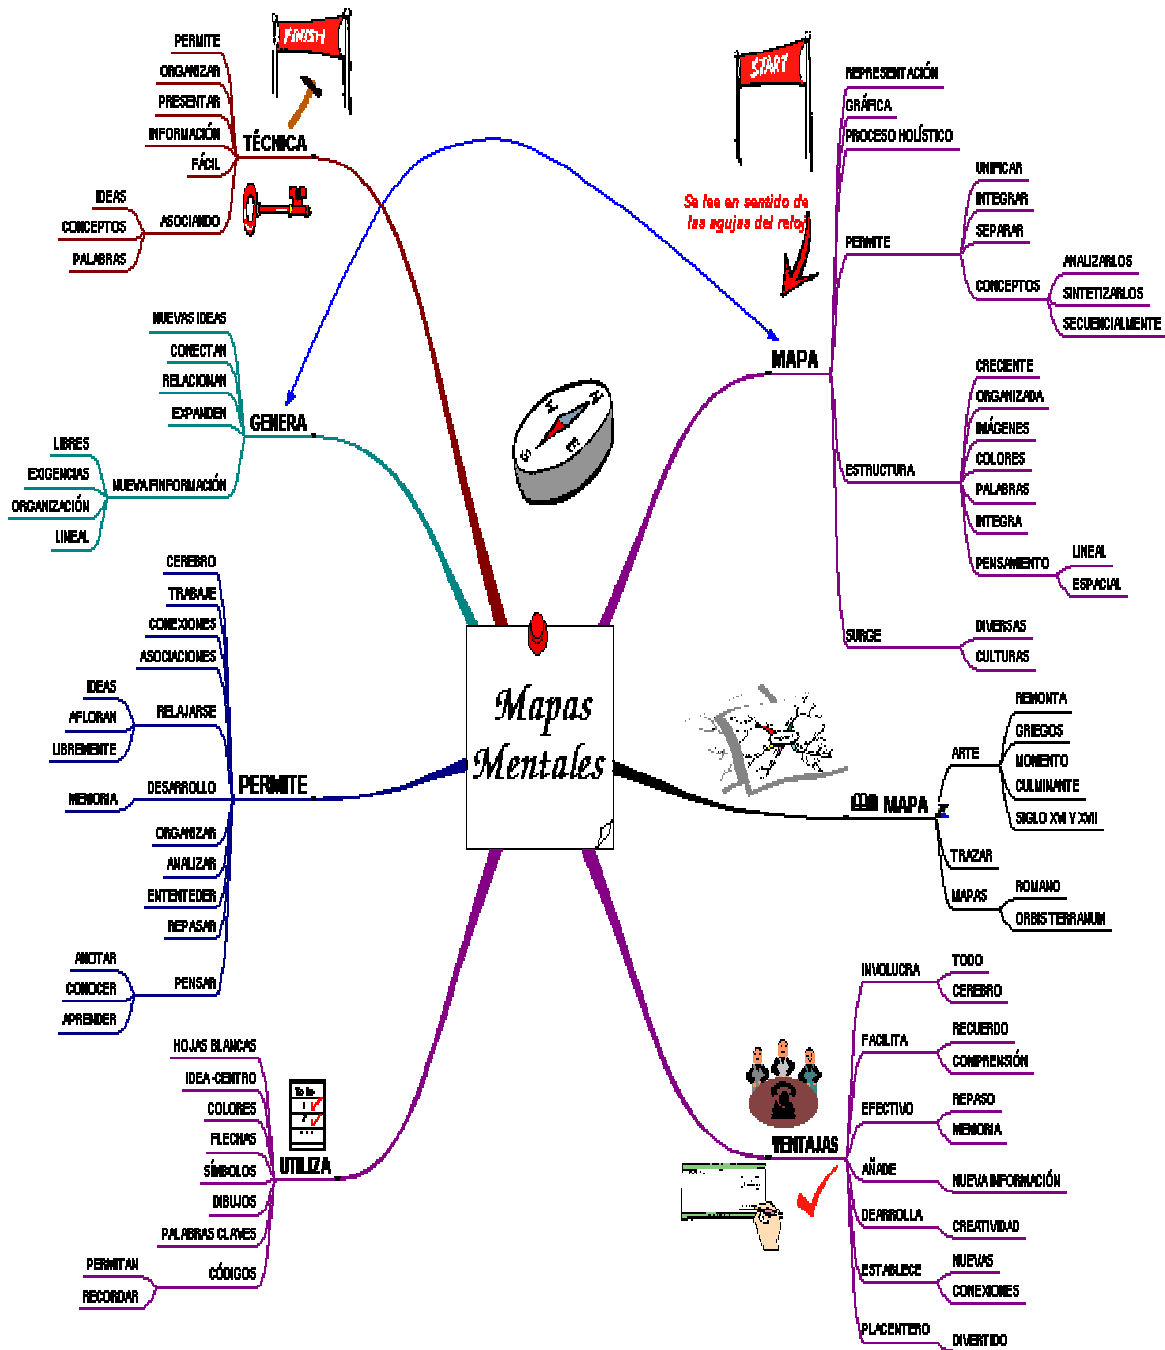 FINISH
START
Se lee en sentido de
las agujas del reloj
Mapas
Mentales
MAPA
REPRESENTACIÓN
GRÁFICA
PROCESO HOLÍSTICO
PERMITE
UNIFICAR
INTEGRAR
SEPARAR
CONCEPTOS
ANALIZARLOS
SINTETIZARLOS
SECUENCIALMENTE
ESTRUCTURA
CRECIENTE
ORGANIZADA
IMÁGENES
COLORES
PALABRAS
INTEGRA
PENSAMIENTO
LINEAL
ESPACIAL
SURGE
DIVERSAS
CULTURAS
MAPA
ARTE
REMONTA
GRIEGOS
MOMENTO
CULMINANTE
SIGLO XVI Y XVII
TRAZAR
MAPAS
ROMANO
ORBIS TERRANUM
VENTAJAS
INVOLUCRA
TODO
CEREBRO
FACILITA
RECUERDO
COMPRENSIÓN
EFECTIVO
REPASO
MEMORIA
AÑADE
NUEVA INFORMACIÓN
DEARROLLA
CREATIVIDAD
ESTABLECE
NUEVAS
CONEXIONES
PLACENTERO
DIVERTIDO
UTILIZA
HOJAS BLANCAS
IDEA-CENTRO
COLORES
FLECHAS
SÍMBOLOS
DIBUJOS
PALABRAS CLAVES
CÓDIGOS
PERMITAN
RECORDAR
PERMITE
CEREBRO
TRABAJE
CONEXIONES
ASOCIACIONES
RELAJARSE
IDEAS
AFLORAN
LIBREMENTE
DESARROLLO
MEMORIA
ORGANIZAR
ANALIZAR
ENTENTEDER
REPASAR
PENSAR
ANOTAR
CONOCER
APRENDER
GENERA
NUEVAS IDEAS
CONECTAN
RELACIONAN
EXPANDEN
NUEVA FINFORMACIÓN
LIBRES
EXIGENCIAS
ORGANIZACIÓN
LINEAL
TÉCNICA
PERMITE
ORGANIZAR
PRESENTAR
INFORMACIÓN
FÁCIL
ASOCIANDO
IDEAS
CONCEPTOS
PALABRAS
N
E
S